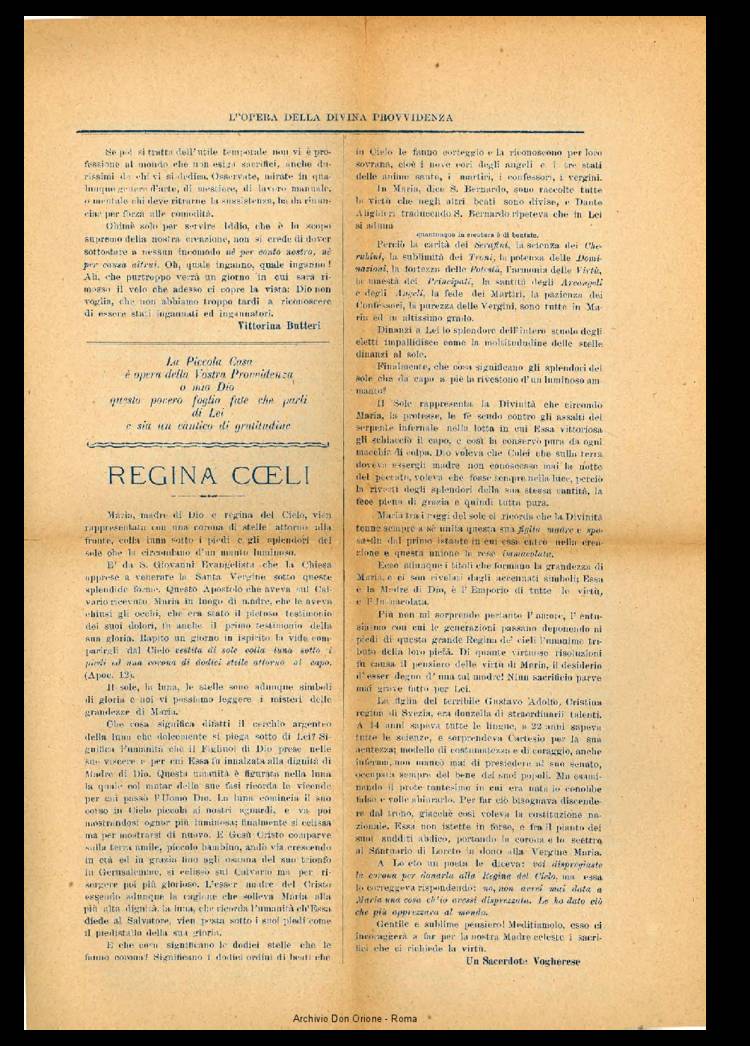 L'OPERA DELLA DIVINA PROVVIDENZA
Se poi si tratta dell'utile temporale non vi è pro-
fessione al mondo che non esiga sacrifici, anche du-
rissimi da chi vi si dedica. Osservate, mirate in qua-
lunque genere d'arte, di mestiere, di lavoro manuale,
o mentale chi deve ritrarne la sussistenza, ha da rinun-
ciar per forza alle comodità.
Ohimè solo per servire Iddio, che è lo scopo
supremo della nostra creazione, non si crede di dover
sottostare a nessun incomodo nè per conto nostro, nè
per causa altrui. Oh, quale inganno, quale inganno!
Ah, che purtroppo verrà un giorno in cui sarà ri-
mosso il velo che adesso ci copre la vista: Dio non
voglia, che non abbiamo troppo tardi a riconoscere
di essere stati ingannati ed ingannatori.
Vittorina Butteri
La Piccola Casa
è opera della Vostra Provvidenza
o mio Dio
questo povero foglio fate che parli
di Lei
e sia un cantico di gratitudine
REGINA CŒLI
Maria, madre di Dio e regina del Cielo, vien
rappresentata con una corona di stelle attorno alla
fronte, colla luna sotto i piedi e gli splendori del
sole che la circondano d'un manto luminoso.
E' da S. Giovanni Evangelista che la Chiesa
apprese a venerare la Santa Vergine sotto queste
splendide forme. Questo Apostolo che aveva sul Cal-
vario ricevuto Maria in luogo di madre, che le aveva
chiusi gli occhi, che era stato il pietoso testimonio
dei suoi dolori, fu anche il primo testimonio della
sua gloria. Rapito un giorno in ispirito la vide com-
parirgli dal Cielo vestita di sole colla luna sotto i
piedi ed una corona di dodici stelle attorno al capo.
(Apoc. 12).
Il sole, la luna, le stelle sono adunque simboli
di gloria e noi vi possiamo leggere i misteri delle
grandezze di Maria.
Che cosa significa difatti il cerchio argenteo
della luna che dolcemente si piega sotto di Lei? Si-
gnifica l'umanità che il Figliuol di Dio prese nelle
sue viscere e per cui Essa fu innalzata alla dignità di
Madre di Dio. Questa umanità è figurata nella luna
la quale col mutar delle sue fasi ricorda le vicende
per cui passò l'Uomo Dio. La luna comincia il suo
corso in Cielo piccola ai nostri sguardi, e va poi
mostrandosi ognor più luminosa; finalmente si eclissa
ma per mostrarsi di nuovo. E Gesù Cristo comparve
sulla terra umile, piccolo bambino, andò via crescendo
in età ed in grazia fino agli osanna del suo trionfo
in Gerusalemme, si eclissò sul Calvario ma per ri-
sorgere poi più glorioso. L'esser madre del Cristo
essendo adunque la ragione che solleva Maria alla
più alta dignità, la luna, che ricorda l'umanità ch'Essa
diede al Salvatore, vien posta sotto i suoi piedi come
il piedistallo della sua gloria.
E che cosa significano le dodici stelle che le
fanno corona? Significano i dodici ordini di beati che
in Cielo le fanno corteggio e la riconoscono per loro
sovrana, cioè i nove cori degli angeli e i tre stati
delle anime sante, i martiri, i confessori, i vergini.
In Maria, dice S. Bernardo, sono raccolte tutte
le virtù che negli altri beati sono divise, e Dante
Alighieri traducendo S. Bernardo ripeteva che in Lei
si aduna
quantunque in creatura è di bontate.
Perciò la carità dei Serafini, la scienza dei Che-
rubini, la sublimità dei Troni, la potenza delle Domi-
nazioni, la fortezza delle Potestà, l'armonia delle Virtù,
la maestà dei Principati, la santità degli Arcangeli
e degli Angeli, la fede dei Martiri, la pazienza dei
Confessori, la purezza delle Vergini, sono tutte in Ma-
ria ed in altissimo grado.
Dinanzi a Lei lo splendore dell'intero stuolo degli
eletti impallidisce come la moltitududine delle stelle
dinanzi al sole.
Finalmente, che cosa significano gli splendori del
sole che da capo a piè la rivestono d'un luminoso am-
manto?
Il Sole rappresenta la Divinità che circondò
Maria, la protesse, le fè scudo contro gli assalti del
serpente infernale nella lotta in cui Essa vittoriosa
gli schiacciò il capo, e così la conservò pura da ogni
macchia di colpa. Dio voleva che Colei che sulla terra
doveva essergli madre non conoscesse mai la notte
del peccato, voleva che fosse sempre nella luce, perciò
la rivestì degli splendori della sua stessa santità, la
fece piena di grazia e quindi tutta pura.
Maria tra i raggi del sole ci ricorda che la Divinità
tenne sempre a sè unita questa sua figlia madre e spo-
sa fin dal primo istante in cui essa entrò nella crea-
zione e questa unione la rese immacolata.
Ecco adunque i titoli che formano la grandezza di
Maria, e ci son rivelati dagli accennati simboli; Essa
è la Madre di Dio, è l'Emporio di tutte le virtù,
è l'Immacolata.
Più non mi sorprende pertanto l'amore, l'entu-
siasmo con cui le generazioni passano deponendo ai
piedi di questa grande Regina de' cieli l'unanime tri-
buto della loro pietà. Di quante virtuose risoluzioni
fu causa il pensiero delle virtù di Maria, il desiderio
d'esser degno d'una tal madre! Niun sacrificio parve
mai grave fatto per Lei.
La figlia del terribile Gustavo Adolfo, Cristina
regina di Svezia, era donzella di straordinarii talenti.
A 14 anni sapeva tutte le lingue, a 22 anni sapeva
tutte le scienze, e sorprendeva Cartesio per la sua
acutezza; modello di costumatezza e di coraggio, anche
inferma, non mancò mai di presiedere al suo senato,
occupata sempre del bene dei suoi popoli. Ma esami-
nando il protestantesimo in cui era nata lo conobbe
falso e volle abiurarlo. Per far ciò bisognava discende-
re dal trono, giacchè così voleva la costituzione na-
zionale. Essa non istette in forse, e fra il pianto dei
suoi sudditi abdicò, portando la corona e lo scettro
al Santuario di Loreto in dono alla Vergine Maria.
A Loreto un poeta le diceva: voi dispregiaste
la corona per donarla alla Regina del Cielo, ma essa
lo correggeva rispondendo: no, non avrei mai data a
Maria una cosa ch'io avessi disprezzata. Le ho dato ciò
che più apprezzava al mondo.
Gentile e sublime pensiero! Meditiamolo, esso ci
incoraggerà a far per la nostra Madre celeste i sacri-
fici che ci richiede la virtù.
Un Sacerdote Vogherese
Archivio Don Orione - Roma